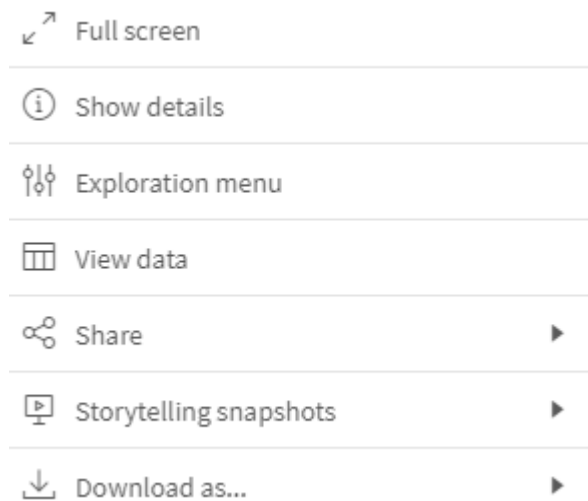 Full screen
Show details
Exploration menu
View data
Share
Storytelling snapshots
Download as...